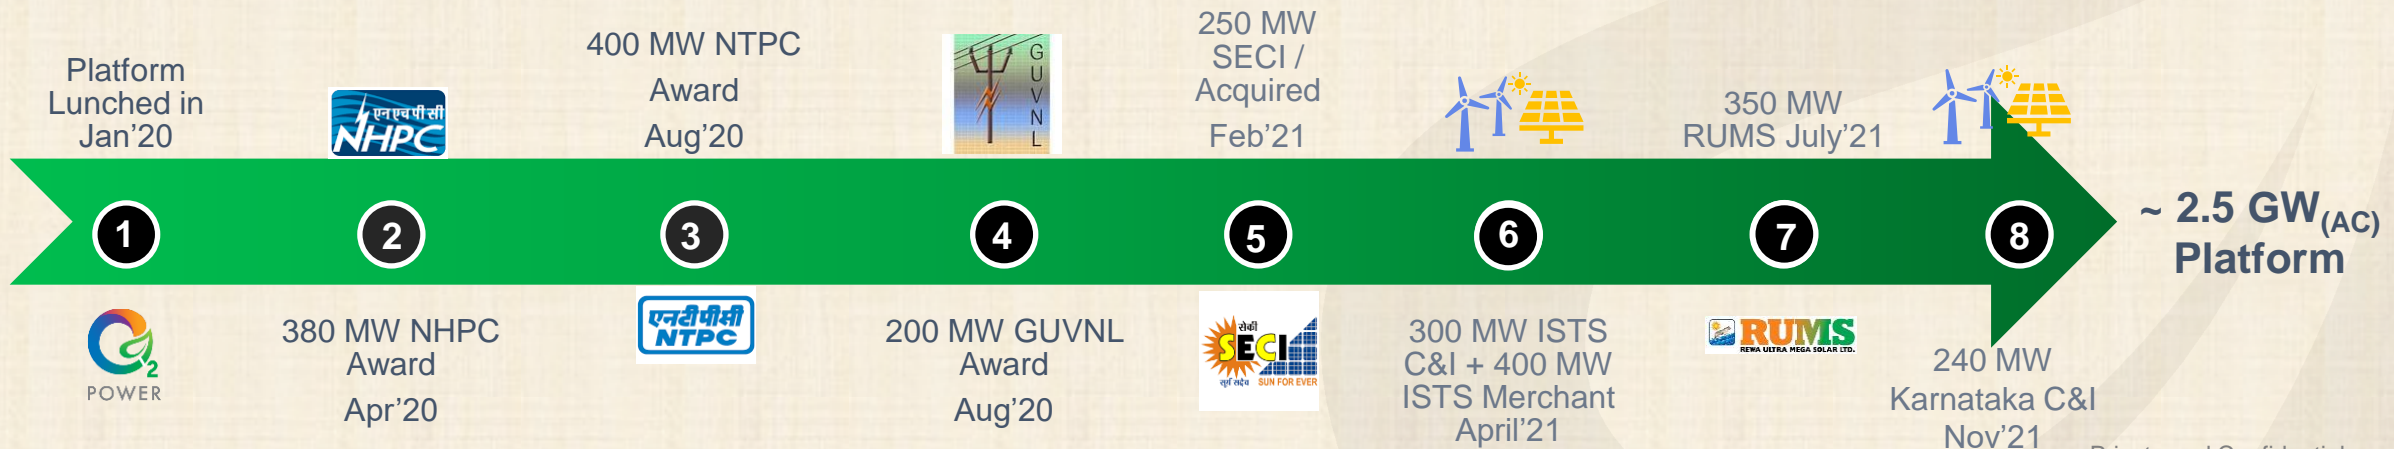 Platform
Lunched in
Jan’20
1
O2
POWER
एनएचपीसी
NHPC
2
380 MW NHPC
Award
Apr’20
400 MW NTPC
Award
Aug’20
3
एनटीपीसी
NTPC
GUVNL
4
200 MW GUVNL
Award
Aug’20
250 MW
SECI /
Acquired
Feb’21
5
सेकी
SECI
SUN FOR EVER
6
300 MW ISTS
C&I + 400 MW
ISTS Merchant
April’21
350 MW
RUMS July’21
7
RUMS
REWA ULTRA MEGA SOLAR LTD.
8
240 MW
Karnataka C&I
Nov’21
~ 2.5 GW(AC)
Platform